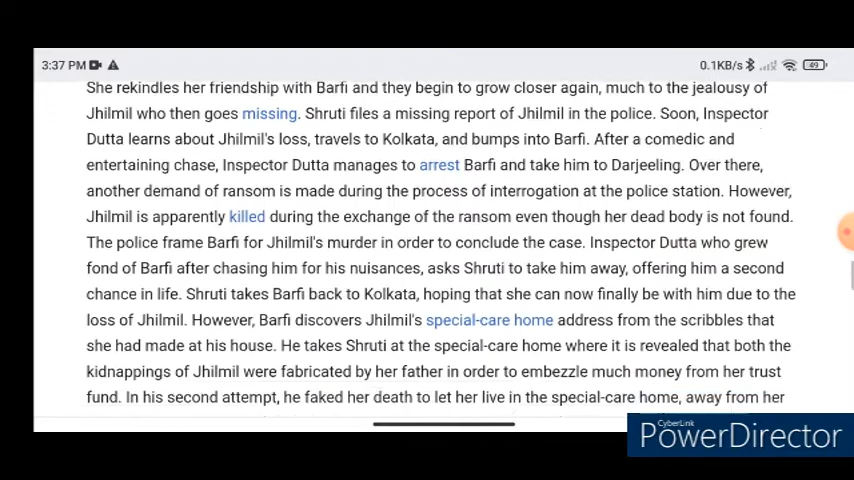 3:37 PM
0.1KB/s 49
She rekindles her friendship with Barfi and they begin to grow closer again, much to the jealousy of
Jhilmil who then goes missing. Shruti files a missing report of Jhilmil in the police. Soon, Inspector
Dutta learns about Jhilmil's loss, travels to Kolkata, and bumps into Barfi. After a comedic and
entertaining chase, Inspector Dutta manages to arrest Barfi and take him to Darjeeling. Over there,
another demand of ransom is made during the process of interrogation at the police station. However,
Jhilmil is apparently killed during the exchange of the ransom even though her dead body is not found.
The police frame Barfi for Jhilmil's murder in order to conclude the case. Inspector Dutta who grew
fond of Barfi after chasing him for his nuisances, asks Shruti to take him away, offering him a second
chance in life. Shruti takes Barfi back to Kolkata, hoping that she can now finally be with him due to the
loss of Jhilmil. However, Barfi discovers Jhilmil's special-care home address from the scribbles that
she had made at his house. He takes Shruti at the special-care home where it is revealed that both the
kidnappings of Jhilmil were fabricated by her father in order to embezzle much money from her trust
fund. In his second attempt, he faked her death to let her live in the special-care home, away from her
CyberLink
PowerDirector